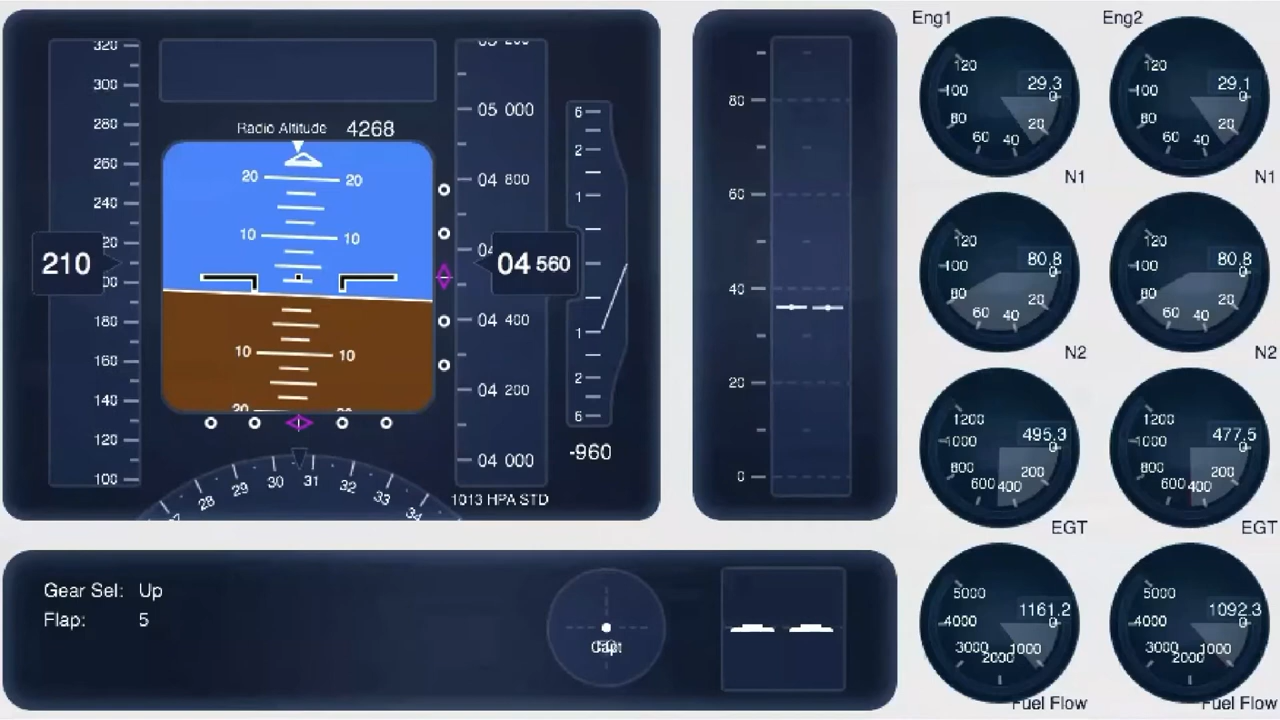 Eng1
Eng2
320
300
280
260
240
20
00
180
160
140
120
100
210
Radio Altitude 4268
20 20
10 10
10 10
20 20
05 000
04 800
04
04 400
04 200
04 000
04 560
6
2
1
1
2
6
-960
1013 HPA STD
28 29 30 31 32 33 34
80
60
40
20
0
120 100 80 60 40 20 0
29.3
N1
120 100 80 60 40 20 0
29.1
N1
120 100 80 60 40 20 0
80.8
N2
120 100 80 60 40 20 0
80.8
N2
1200 1000 800 600 400 200 0
495.3
EGT
1200 1000 800 600 400 200 0
477.5
EGT
5000 4000 3000 2000 1000 0
1161.2
Fuel Flow
5000 4000 3000 2000 1000 0
1092.3
Fuel Flow
Gear Sel: Up
Flap: 5
Capt